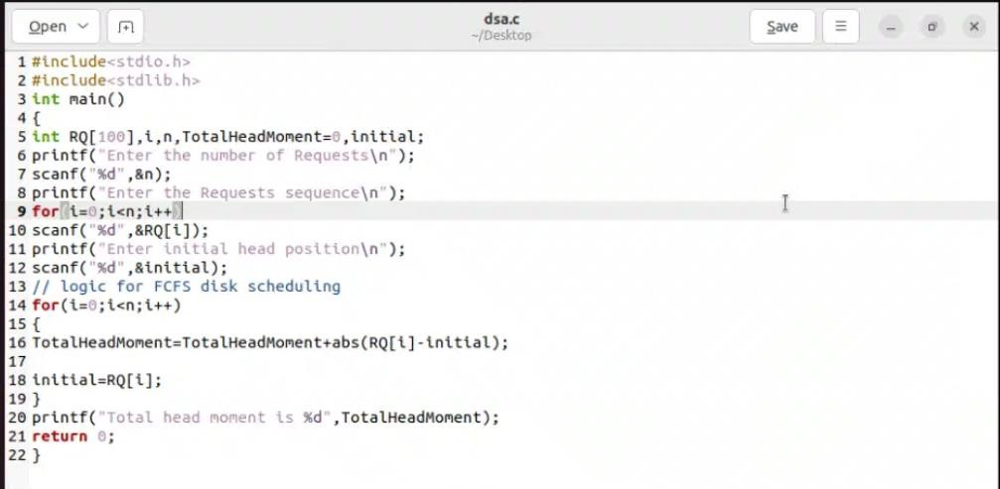 Open
dsa.c
~/Desktop
Save
1 #include<stdio.h>
2 #include<stdlib.h>
3 int main()
4 {
5 int RQ[100],i,n,TotalHeadMoment=0,initial;
6 printf("Enter the number of Requests\n");
7 scanf("%d",&n);
8 printf("Enter the Requests sequence\n");
9 for(i=0;i<n;i++)
10 scanf("%d",&RQ[i]);
11 printf("Enter initial head position\n");
12 scanf("%d",&initial);
13 // logic for FCFS disk scheduling
14 for(i=0;i<n;i++)
15 {
16 TotalHeadMoment=TotalHeadMoment+abs(RQ[i]-initial);
17
18 initial=RQ[i];
19 }
20 printf("Total head moment is %d",TotalHeadMoment);
21 return 0;
22 }